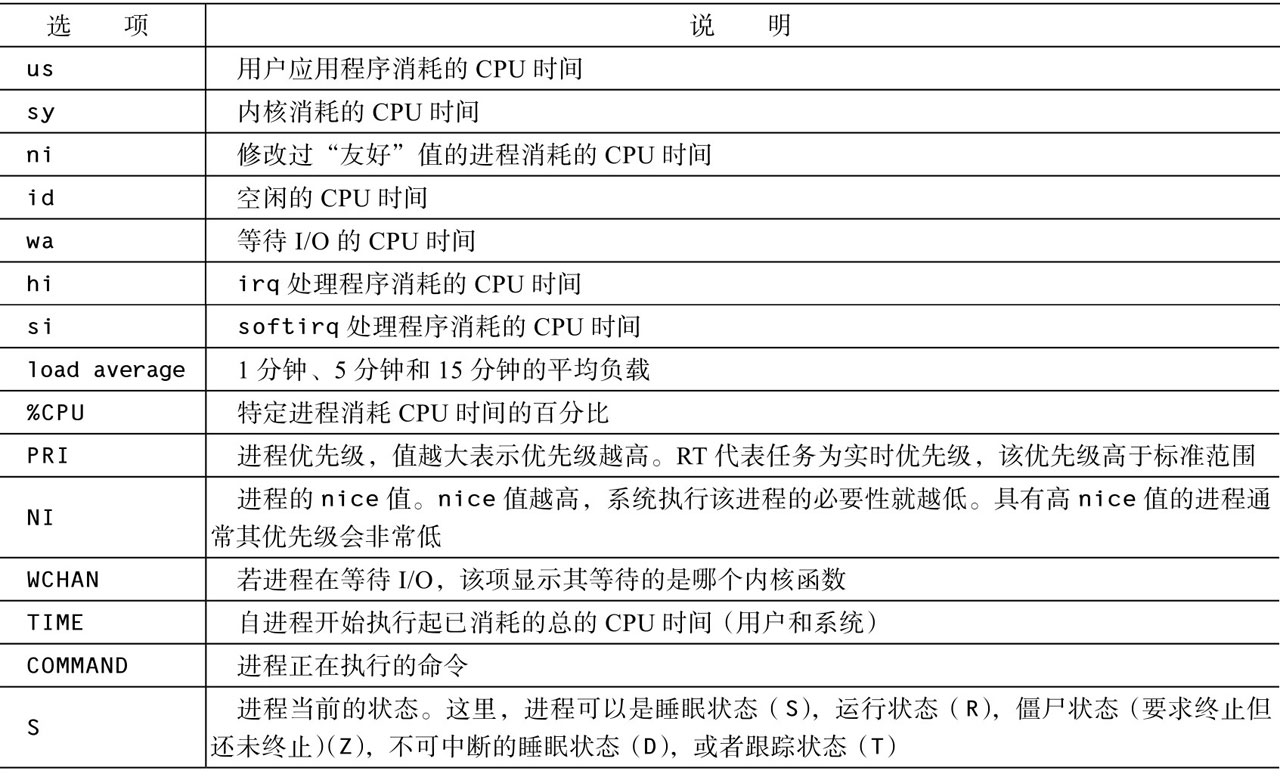 选 项 说 明
us 用户应用程序消耗的 CPU 时间
sy 内核消耗的 CPU 时间
ni 修改过“友好”值的进程消耗的 CPU 时间
id 空闲的 CPU 时间
wa 等待 I/O 的 CPU 时间
hi irq 处理程序消耗的 CPU 时间
si softirq 处理程序消耗的 CPU 时间
load average 1 分钟、5 分钟和 15 分钟的平均负载
%CPU 特定进程消耗 CPU 时间的百分比
PRI 进程优先级，值越大表示优先级越高。RT 代表任务为实时优先级，该优先级高于标准范围
NI 进程的 nice 值。nice 值越高，系统执行该进程的必要性就越低。具有高 nice 值的进程通
常其优先级会非常低
WCHAN 若进程在等待 I/O，该项显示其等待的是哪个内核函数
TIME 自进程开始执行起已消耗的总的 CPU 时间（用户和系统）
COMMAND 进程正在执行的命令
S 进程当前的状态。这里，进程可以是睡眠状态（S），运行状态（R），僵尸状态（要求终止但
还未终止）（Z），不可中断的睡眠状态（D），或者跟踪状态（T）